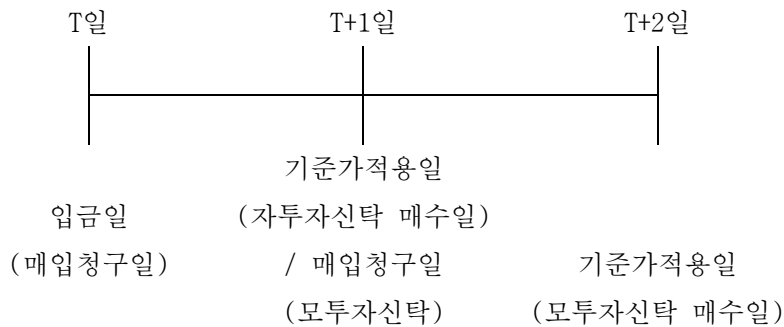 T일 T+1일 T+2일
기준가적용일
입금일 (자투자신탁 매수일)
(매입청구일) / 매입청구일 기준가적용일
(모투자신탁) (모투자신탁 매수일)